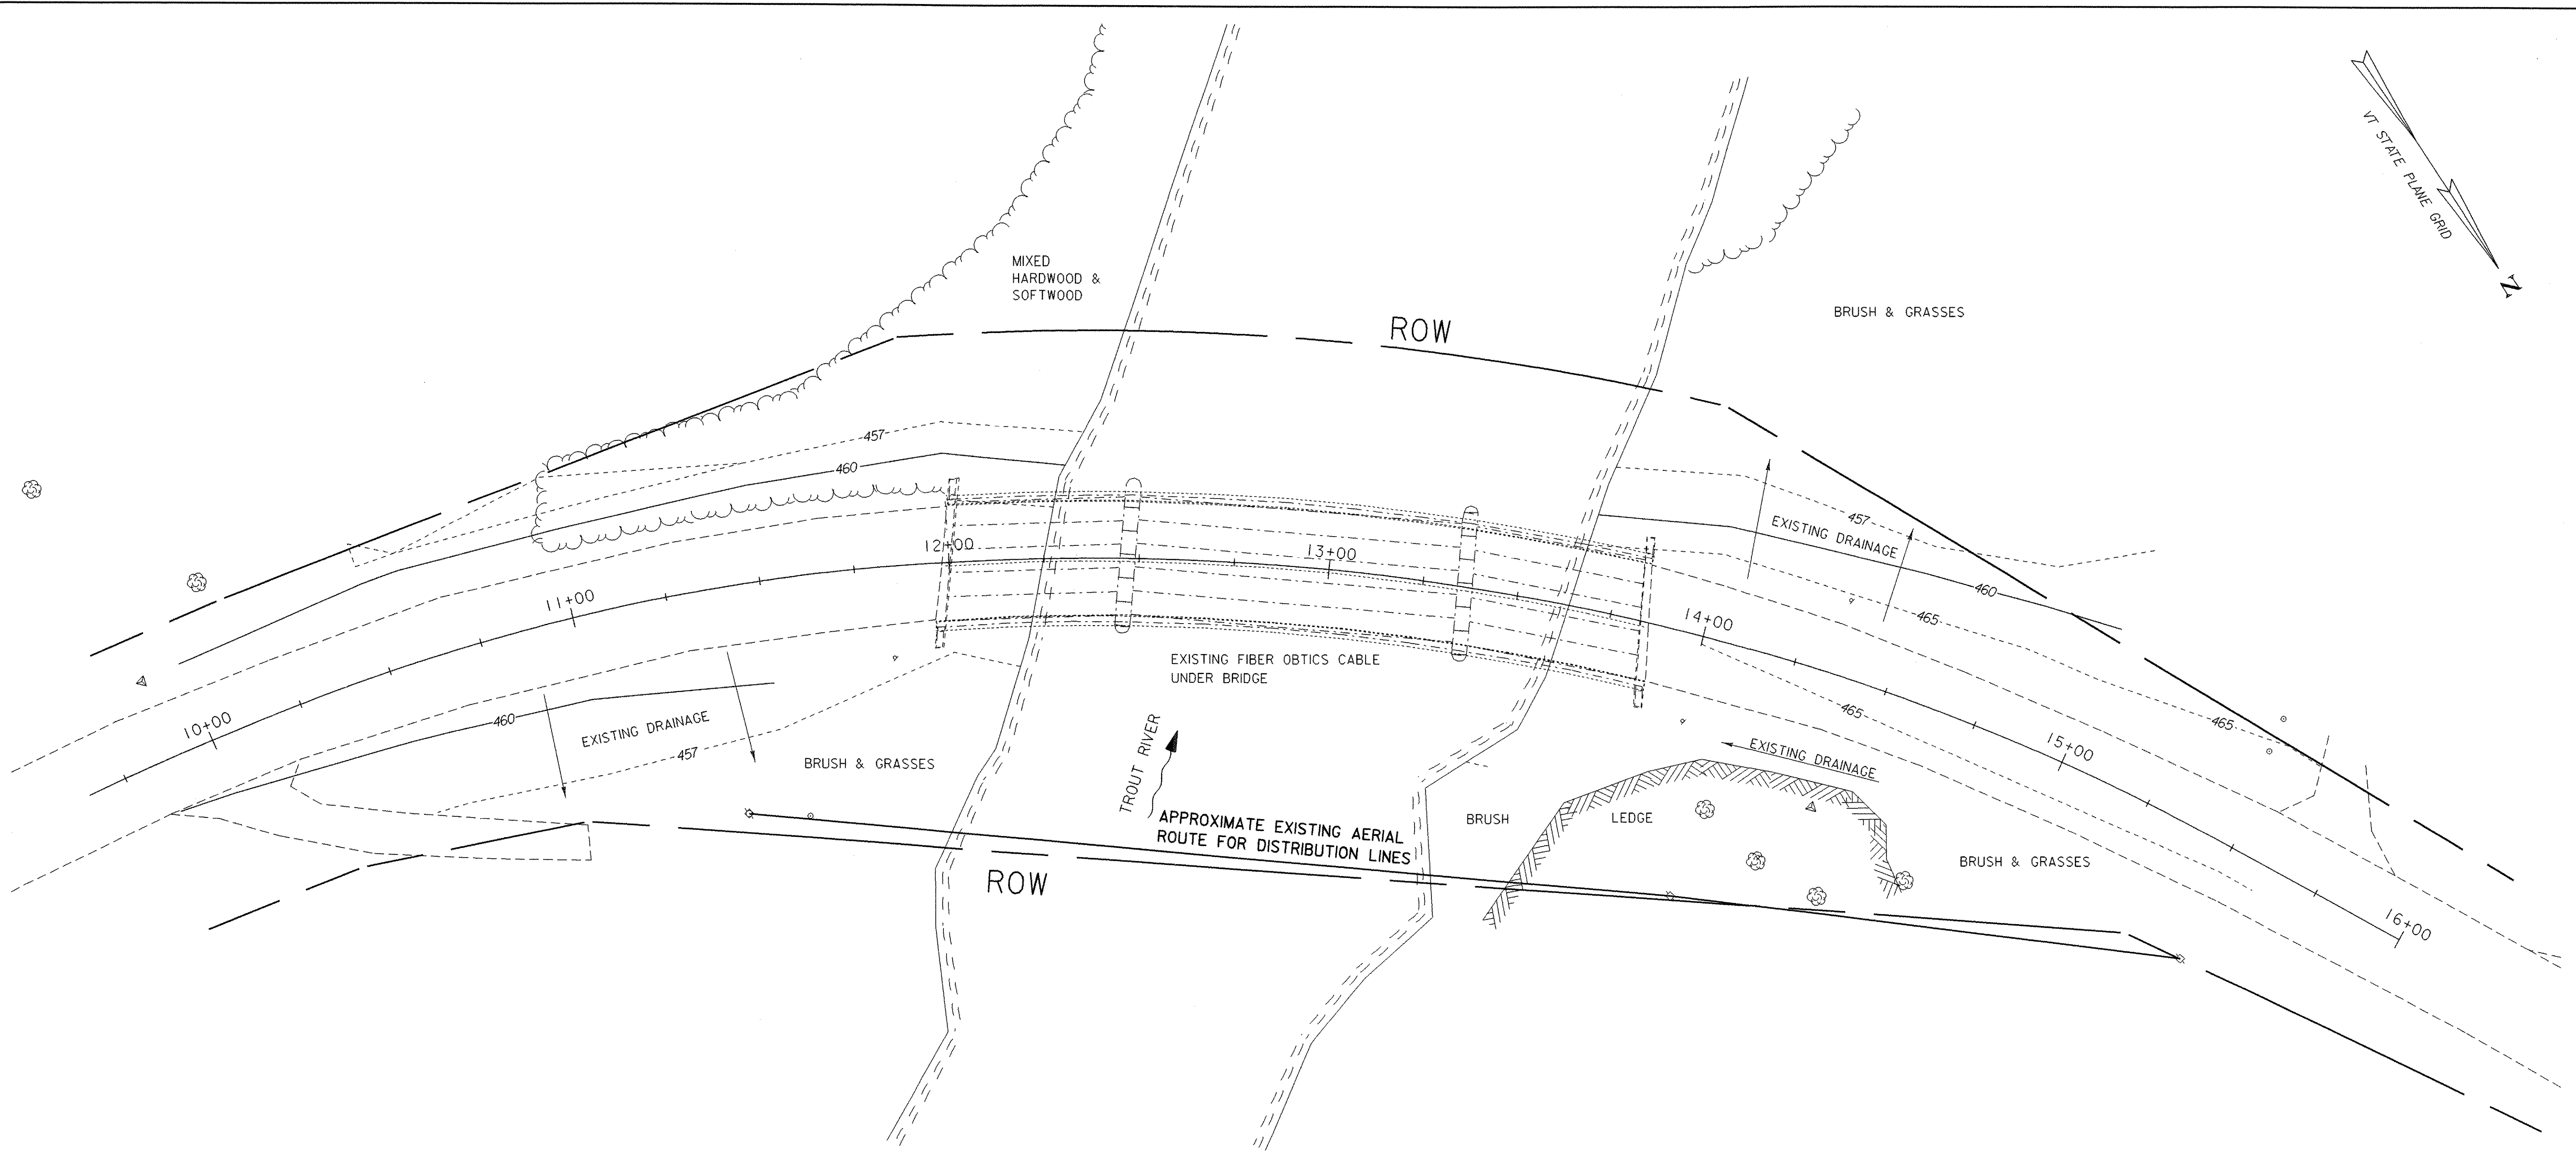 VT STATE PLANE GRID
N
MIXED
HARDWOOD &
SOFTWOOD
ROW
BRUSH & GRASSES
457
460
12+00
13+00
EXISTING DRAINAGE
457
460
11+00
14+00
465
10+00
460
EXISTING DRAINAGE
457
BRUSH & GRASSES
EXISTING FIBER OBTICS CABLE
UNDER BRIDGE
TROUT RIVER
465
465
EXISTING DRAINAGE
15+00
APPROXIMATE EXISTING AERIAL
ROUTE FOR DISTRIBUTION LINES
BRUSH
LEDGE
BRUSH & GRASSES
ROW
16+00